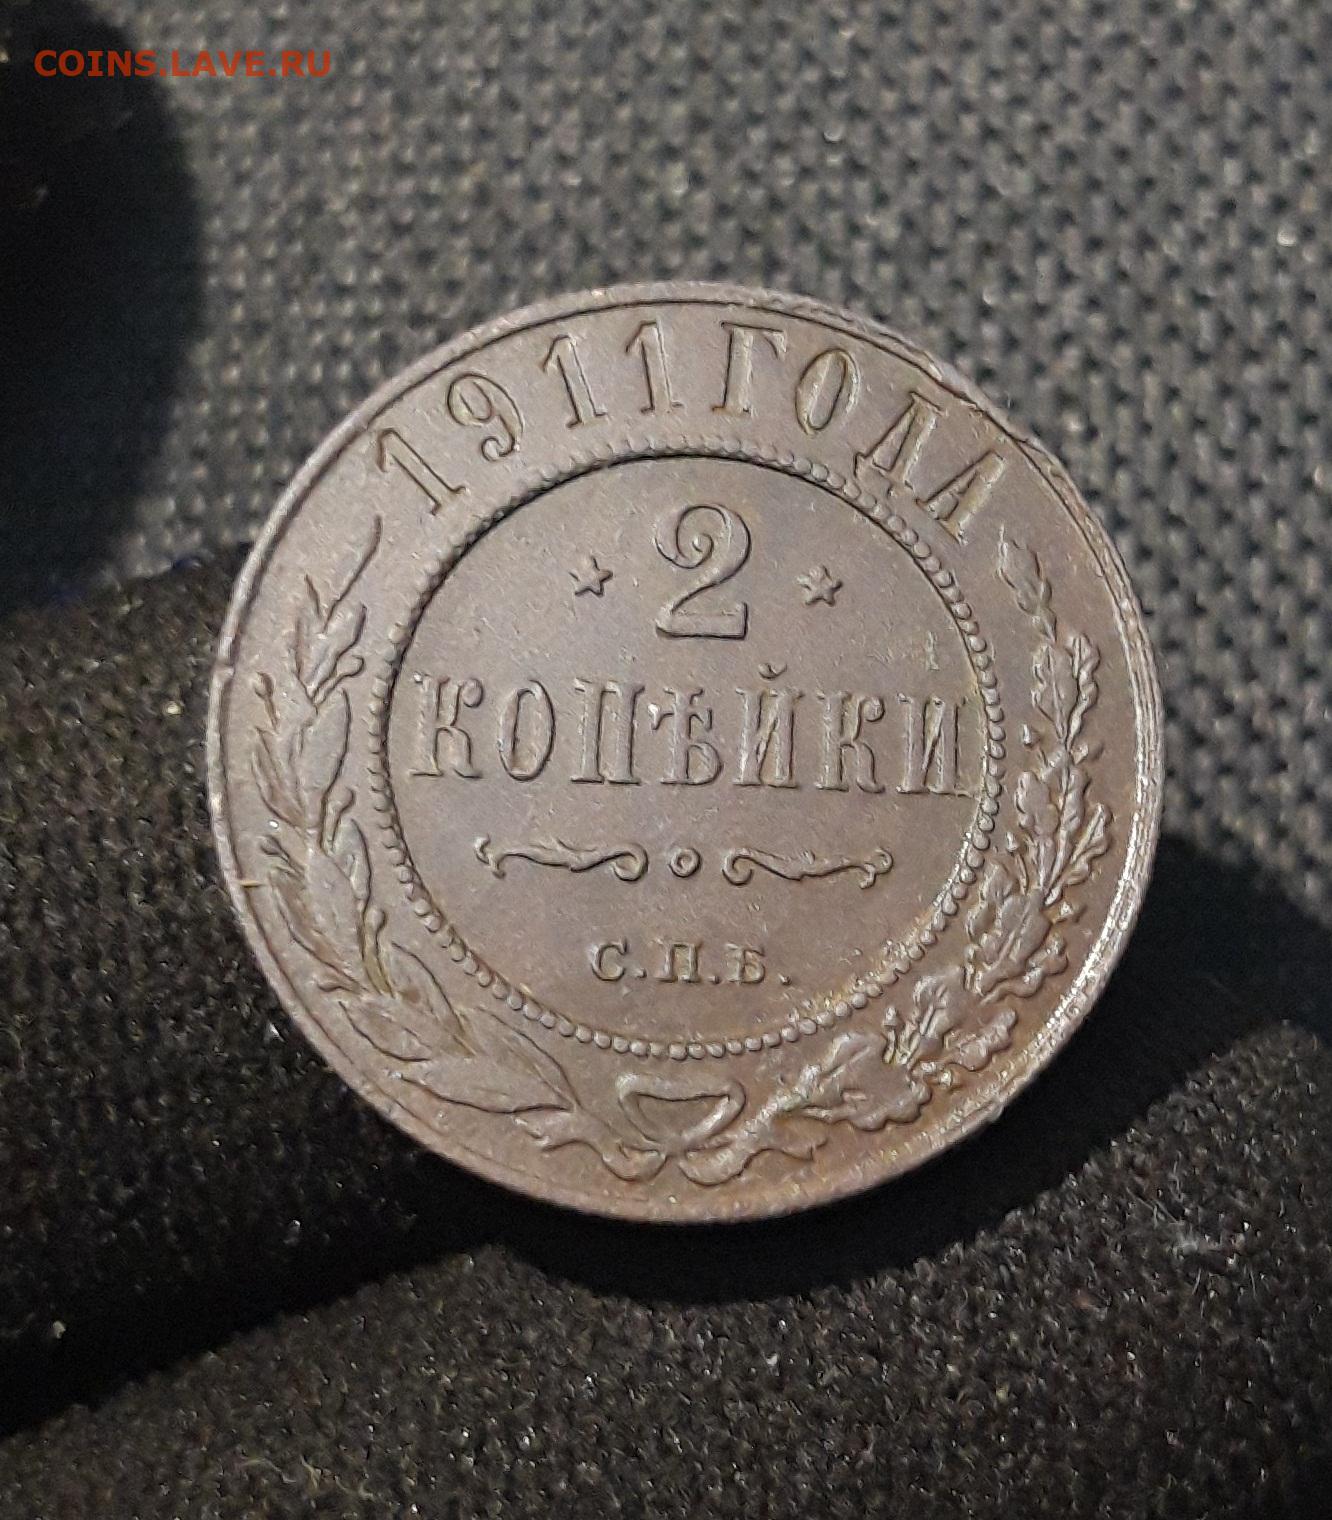 COINS.LAVE.RU
1911 ГОДА
2
КОПѢЙКИ
С.П.Б.